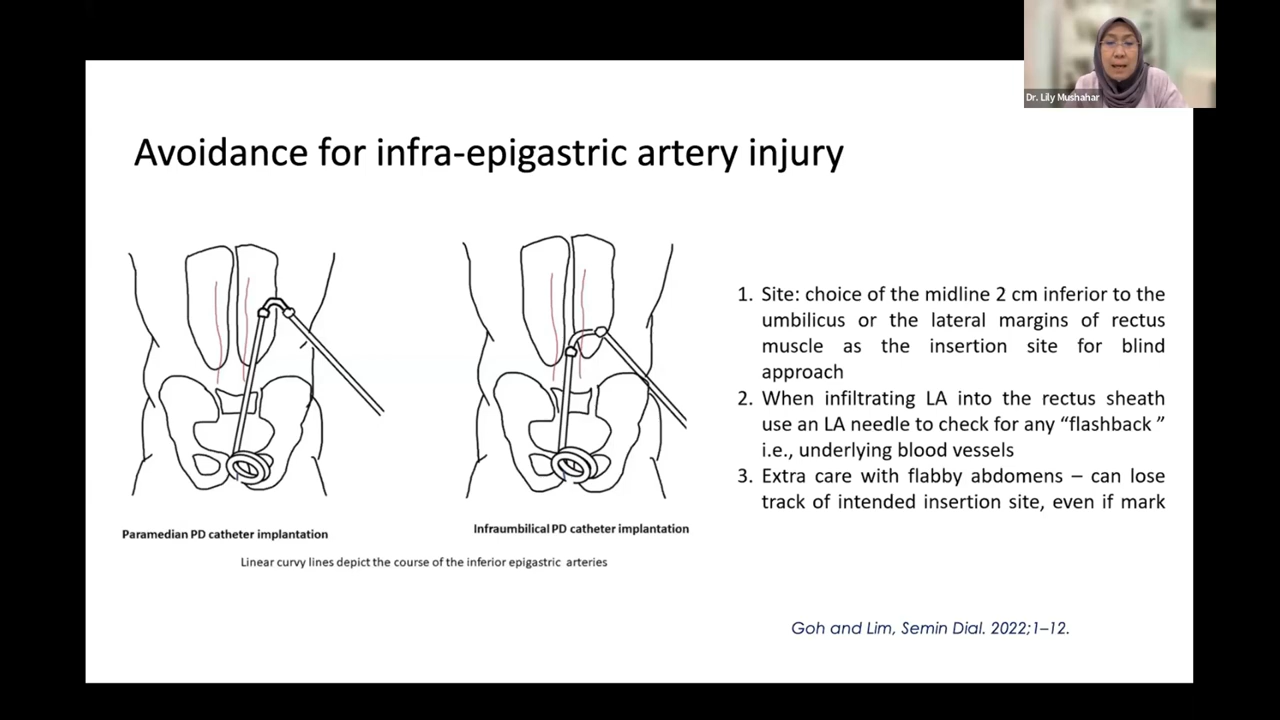 Dr. Lily Mushahar
Avoidance for infra-epigastric artery injury
Paramedian PD catheter implantation
Infraumbilical PD catheter implantation
Linear curvy lines depict the course of the inferior epigastric arteries
1. Site: choice of the midline 2 cm inferior to the
umbilicus or the lateral margins of rectus
muscle as the insertion site for blind
approach
2. When infiltrating LA into the rectus sheath
use an LA needle to check for any “flashback ”
i.e., underlying blood vessels
3. Extra care with flabby abdomens – can lose
track of intended insertion site, even if mark
Goh and Lim, Semin Dial. 2022;1–12.